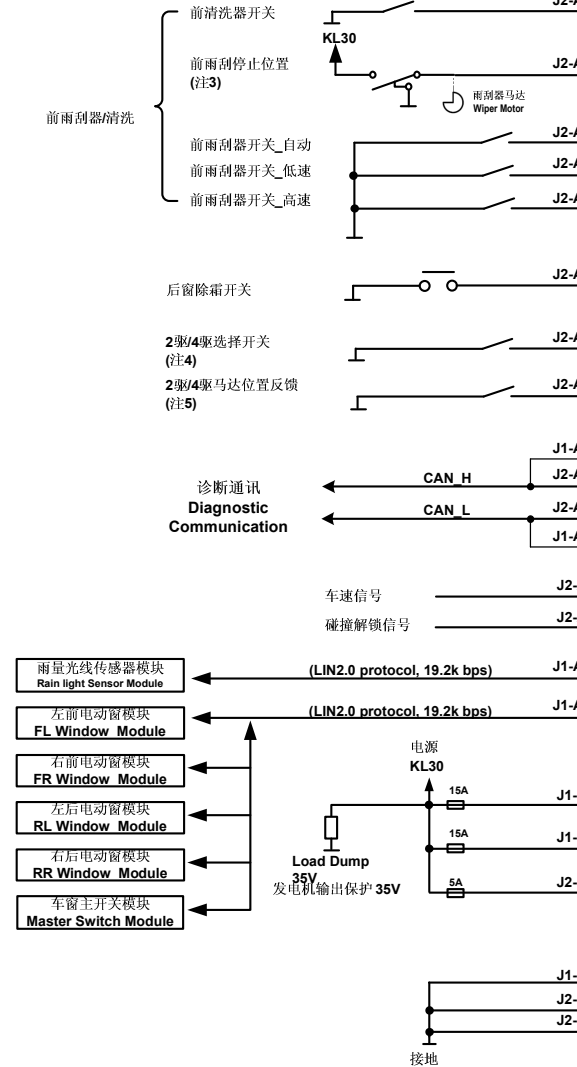 前清洗器开关
J2-A
KL30
前雨刮停止位置
(注3)
J2-A
雨刮器马达
Wiper Motor
前雨刮器/清洗
前雨刮器开关_自动
J2-A
前雨刮器开关_低速
J2-A
前雨刮器开关_高速
J2-A
后窗除霜开关
J2-A
2驱/4驱选择开关
(注4)
J2-A
2驱/4驱马达位置反馈
(注5)
J2-A
J1-A
诊断通讯
Diagnostic
Communication
CAN_H
J2-A
CAN_L
J2-A
J1-A
车速信号
J2-
碰撞解锁信号
J2-
雨量光线传感器模块
Rain light Sensor Module
(LIN2.0 protocol, 19.2k bps)
J1-A
左前电动窗模块
FL Window Module
(LIN2.0 protocol, 19.2k bps)
J1-A
右前电动窗模块
FR Window Module
左后电动窗模块
RL Window Module
右后电动窗模块
RR Window Module
车窗主开关模块
Master Switch Module
电源
KL30
15A
J1-
15A
J1-
5A
J2-
Load Dump
35V
发电机输出保护 35V
J1-
J2-
J2-
接地